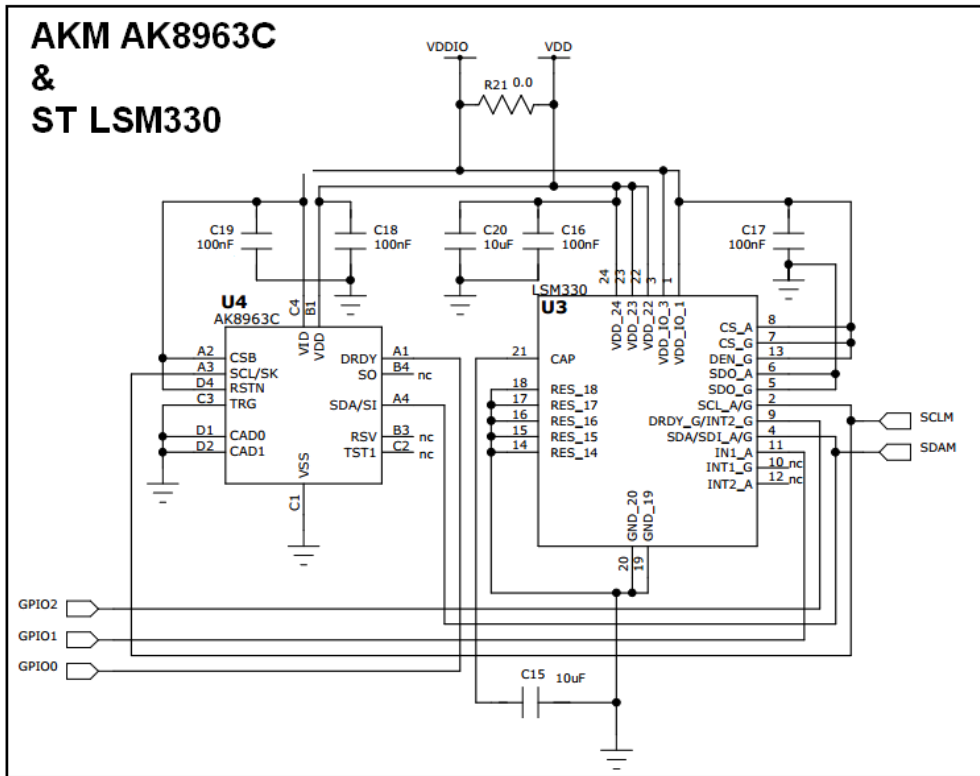 AKM AK8963C
&
ST LSM330
VDDIO
VDD
R21 0.0
C19
100nF
C18
100nF
C20
10uF
C16
100nF
C17
100nF
U4
AK8963C
C4
B1
VID
VDD
A2 CSB
A3 SCL/SK
D4 RSTN
C3 TRG
D1 CAD0
D2 CAD1
DRDY A1
SO B4 nc
SDA/SI A4
RSV B3 nc
TST1 C2 nc
VSS
C1
LSM330
U3
24
23
22
3
1
VDD_24
VDD_23
VDD_22
VDD_IO_3
VDD_IO_1
21 CAP
18 RES_18
17 RES_17
16 RES_16
15 RES_15
14 RES_14
CS_A 8
CS_G 7
DEN_G 13
SDO_A 6
SDO_G 5
SCL_A/G 2
DRDY_G/INT2_G 9
SDA/SDI_A/G 4
IN1_A 11
INT1_G 10 nc
INT2_A 12 nc
GND_20
GND_19
20
19
SCLM
SDAM
GPIO2
GPIO1
GPIO0
C15 10uF